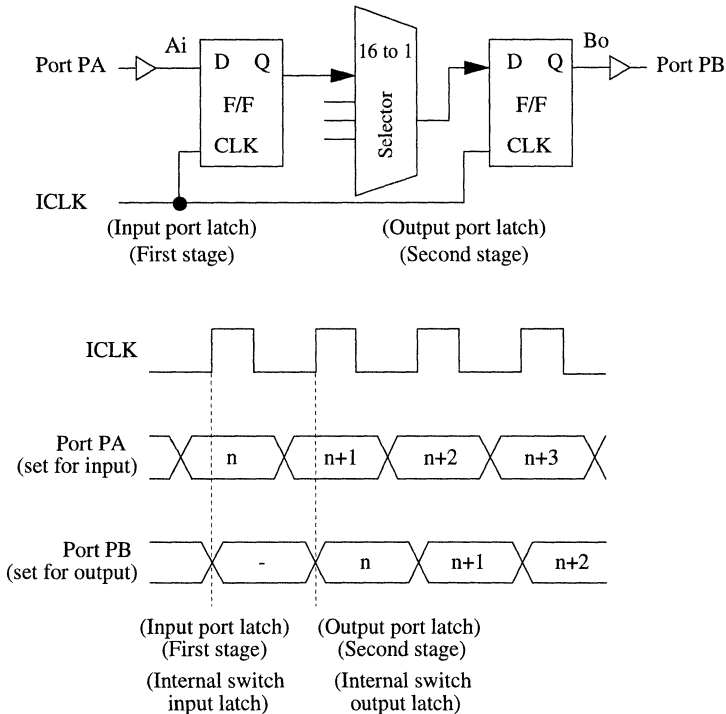 Port PA
Ai
D Q
F/F
CLK
16 to 1
Selector
D Q
F/F
CLK
Bo
Port PB
ICLK
(Input port latch)
(First stage)
(Output port latch)
(Second stage)
ICLK
Port PA
(set for input)
n
n+1
n+2
n+3
Port PB
(set for output)
-
n
n+1
n+2
(Input port latch)
(First stage)
(Internal switch
input latch)
(Output port latch)
(Second stage)
(Internal switch
output latch)